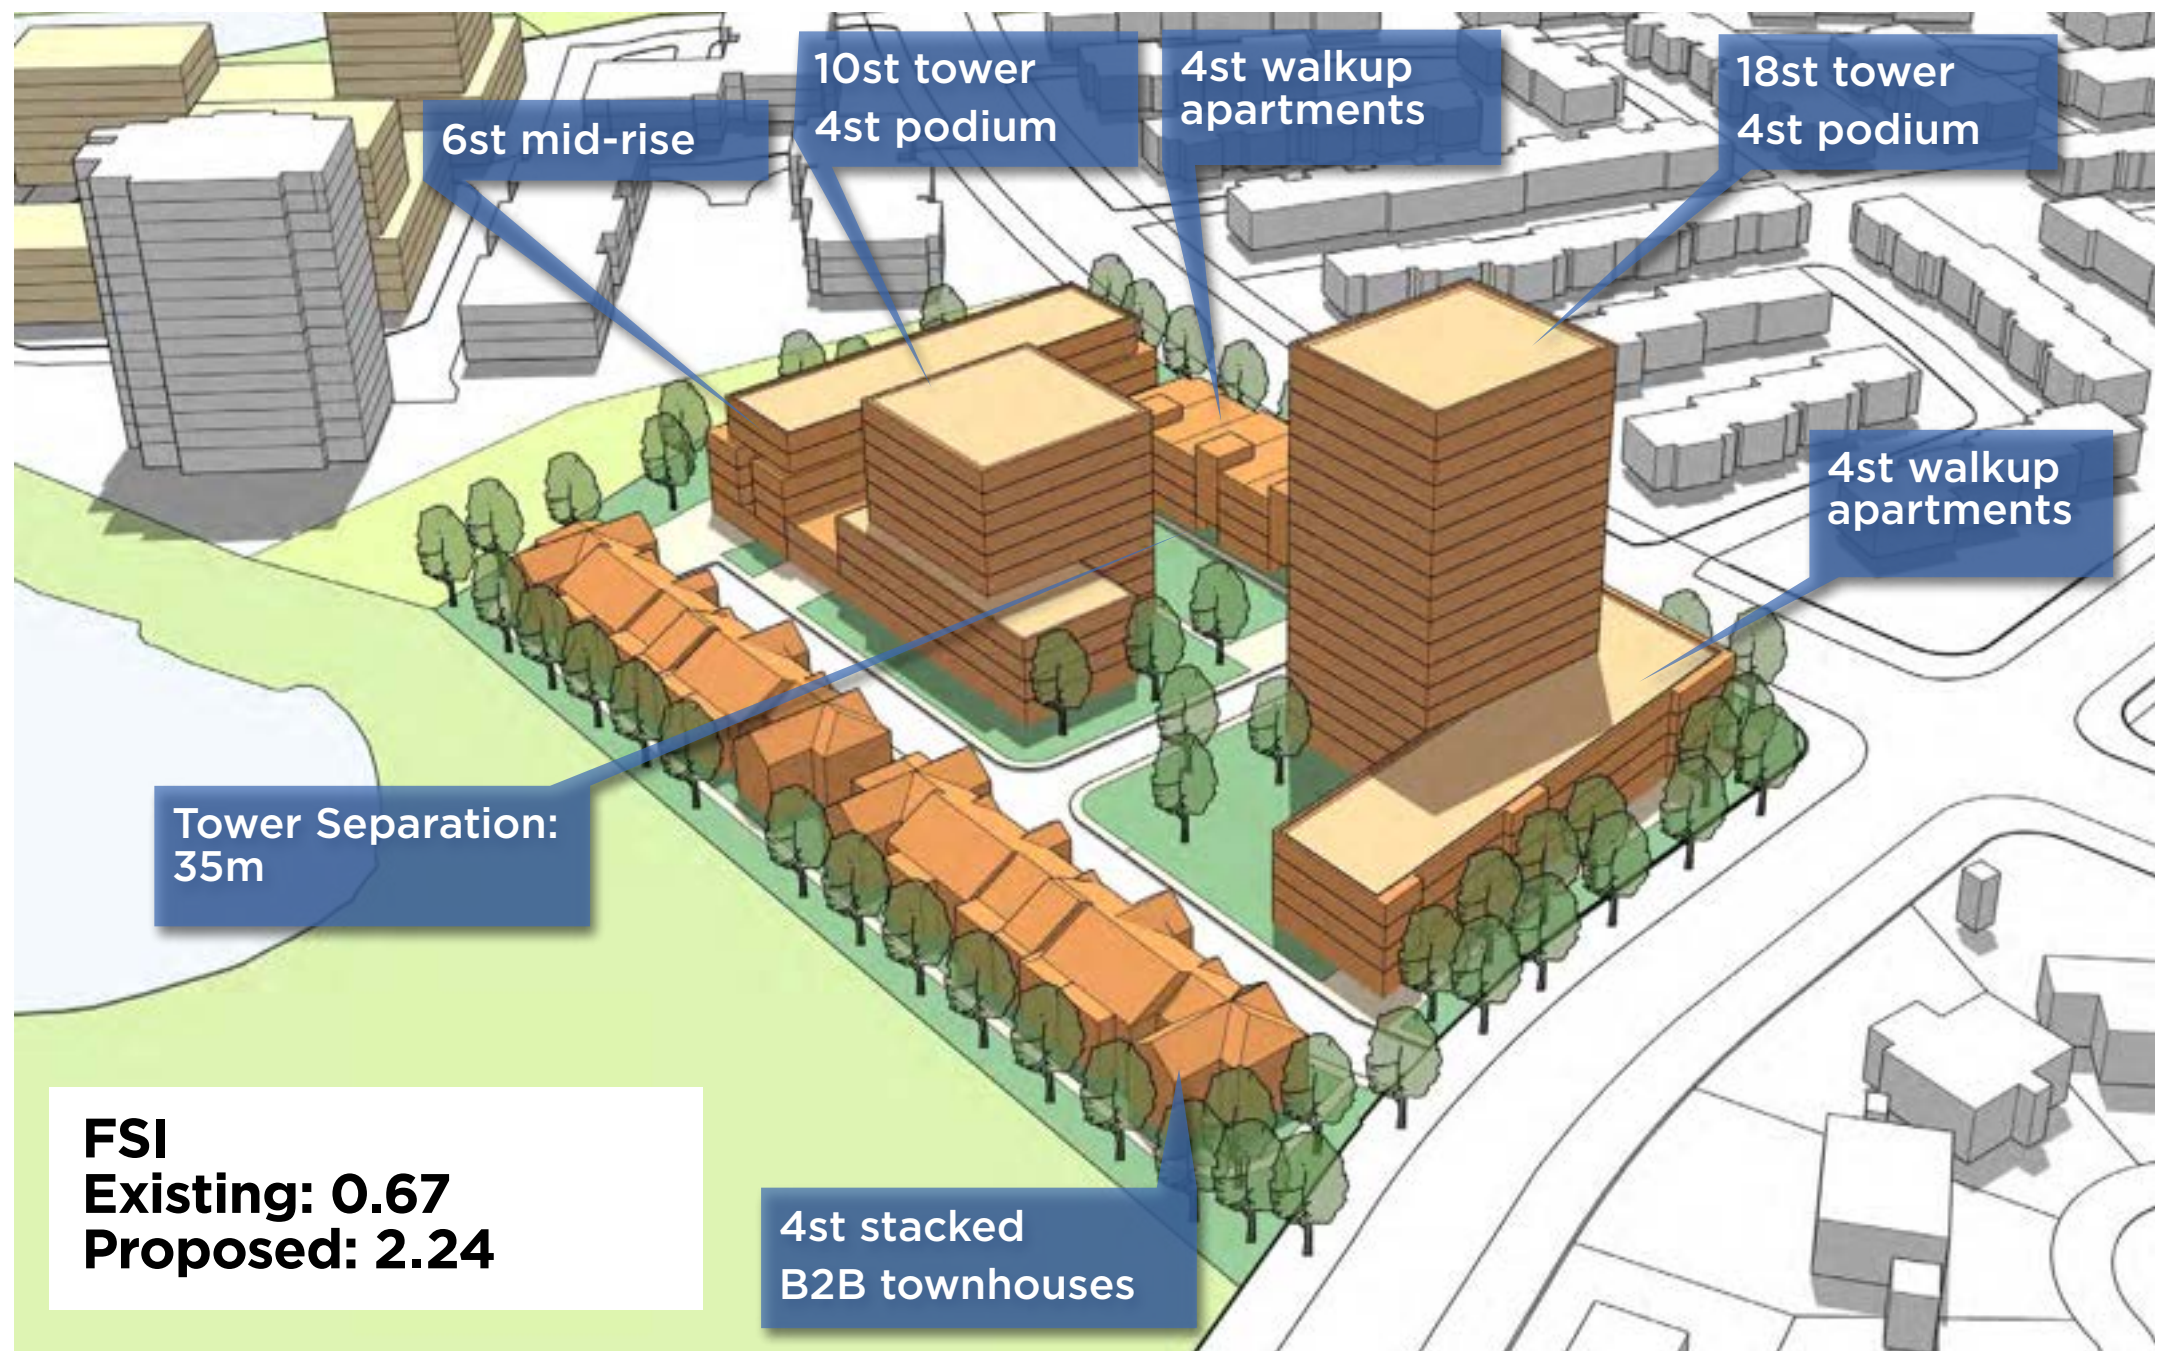 6st mid-rise
10st tower
4st podium
4st walkup
apartments
18st tower
4st podium
4st walkup
apartments
Tower Separation:
35m
FSI
Existing: 0.67
Proposed: 2.24
4st stacked
B2B townhouses